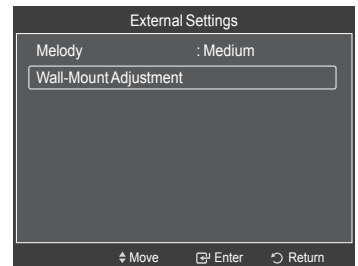 External Settings
Melody : Medium
Wall-Mount Adjustment
Move Enter Return